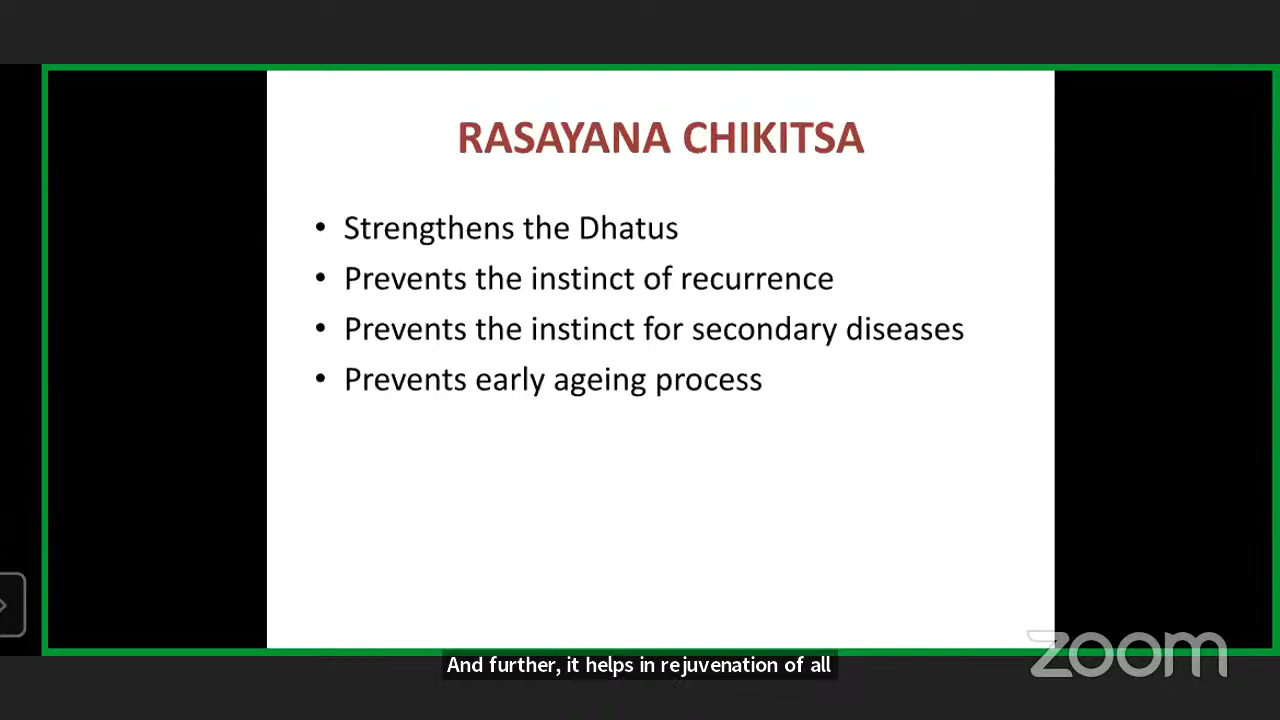 RASAYANA CHIKITSA
• Strengthens the Dhatus
• Prevents the instinct of recurrence
• Prevents the instinct for secondary diseases
• Prevents early ageing process
zoom
And further, it helps in rejuvenation of all